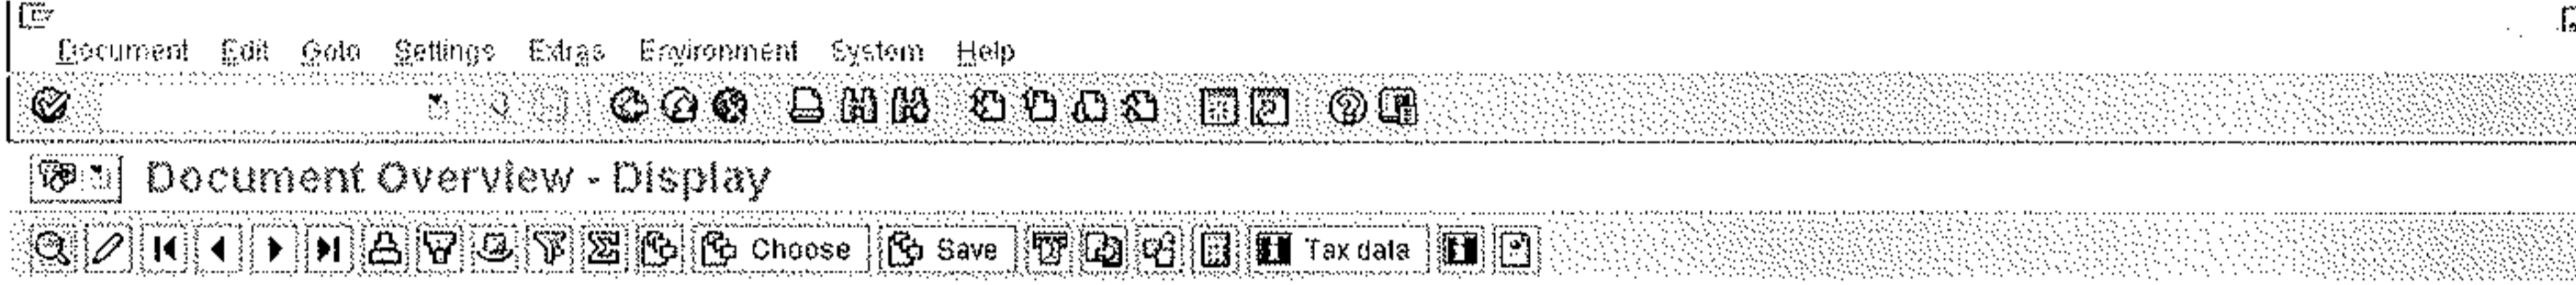 Document Edit Goto Settings Extras Environment System Help
Document Overview - Display
Choose Save Tax data